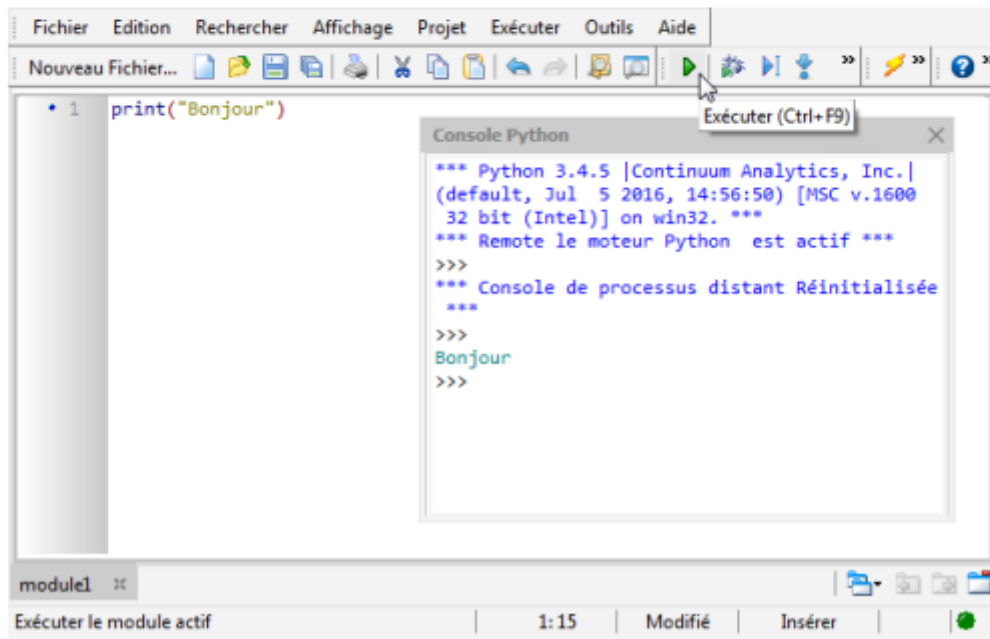 Fichier Edition Rechercher Affichage Projet Exécuter Outils Aide
Nouveau Fichier... » » »
1 print("Bonjour")
Exécuter (Ctrl+F9)
Console Python
*** Python 3.4.5 |Continuum Analytics, Inc.|
(default, Jul  5 2016, 14:56:50) [MSC v.1600
 32 bit (Intel)] on win32. ***
*** Remote le moteur Python  est actif ***
>>>
*** Console de processus distant Réinitialisée
 ***
>>>
Bonjour
>>>
module1
Exécuter le module actif 1:15 Modifié Insérer